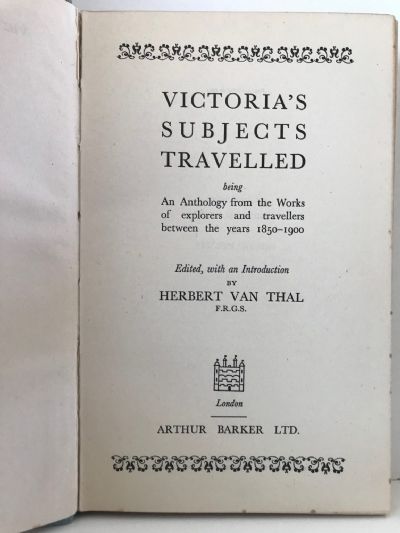 VICTORIA'S
SUBJECTS
TRAVELLED
being
An Anthology from the Works
of explorers and travellers
between the years 1850–1900
Edited, with an Introduction
BY
HERBERT VAN THAL
F.R.G.S.
London
ARTHUR BARKER LTD.